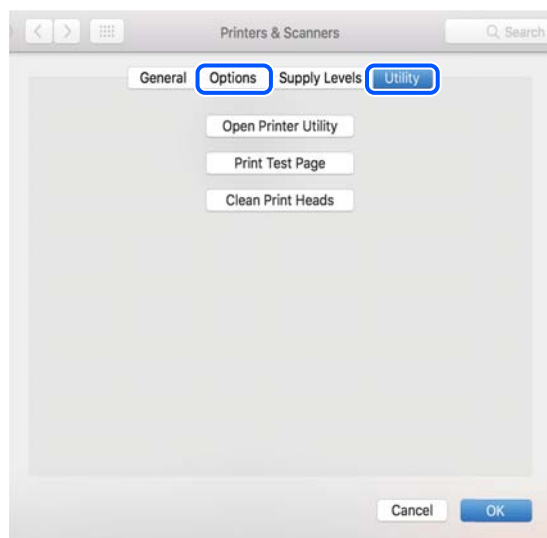 Printers & Scanners Search
General Options Supply Levels Utility
Open Printer Utility
Print Test Page
Clean Print Heads
Cancel OK